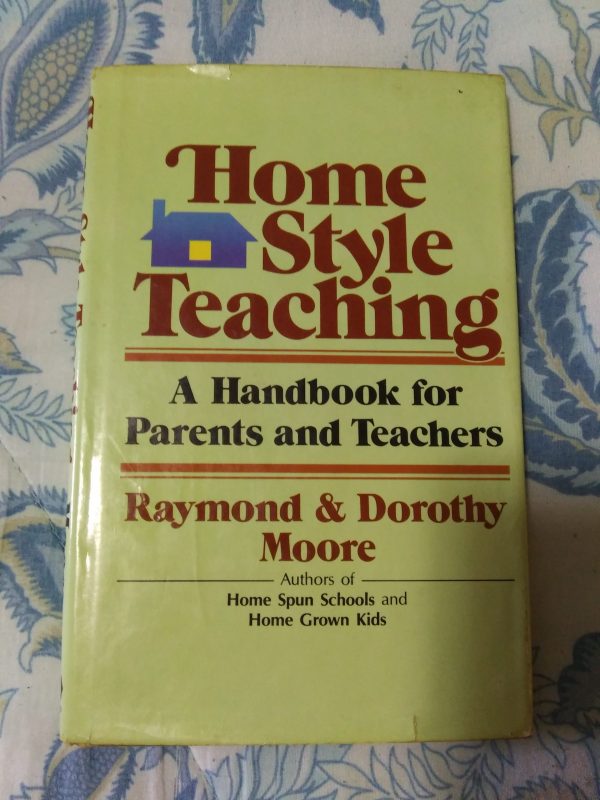 Home
Style
Teaching
A Handbook for
Parents and Teachers
Raymond & Dorothy
Moore
Authors of
Home Spun Schools and
Home Grown Kids